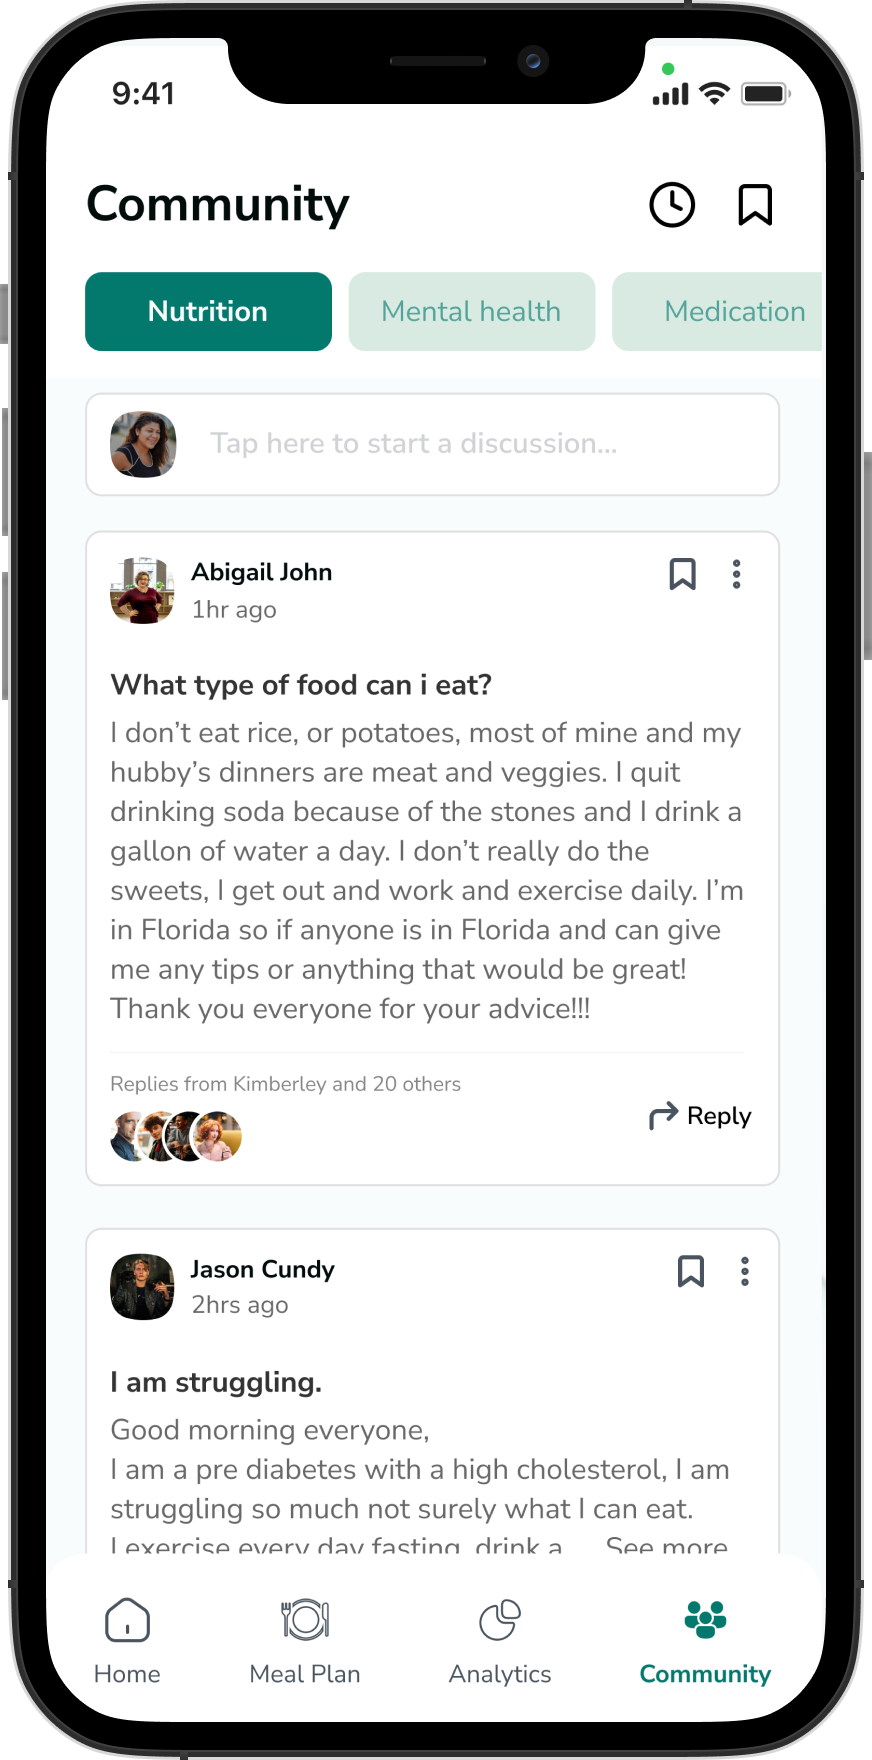 9:41
Community
Nutrition
Mental health
Medication
Tap here to start a discussion...
Abigail John
1hr ago
What type of food can i eat?
I don’t eat rice, or potatoes, most of mine and my
hubby’s dinners are meat and veggies. I quit
drinking soda because of the stones and I drink a
gallon of water a day. I don’t really do the
sweets, I get out and work and exercise daily. I’m
in Florida so if anyone is in Florida and can give
me any tips or anything that would be great!
Thank you everyone for your advice!!!
Replies from Kimberley and 20 others
Reply
Jason Cundy
2hrs ago
I am struggling.
Good morning everyone,
I am a pre diabetes with a high cholesterol, I am
struggling so much not surely what I can eat.
I exercise every day fasting, drink a ... See more
Home
Meal Plan
Analytics
Community